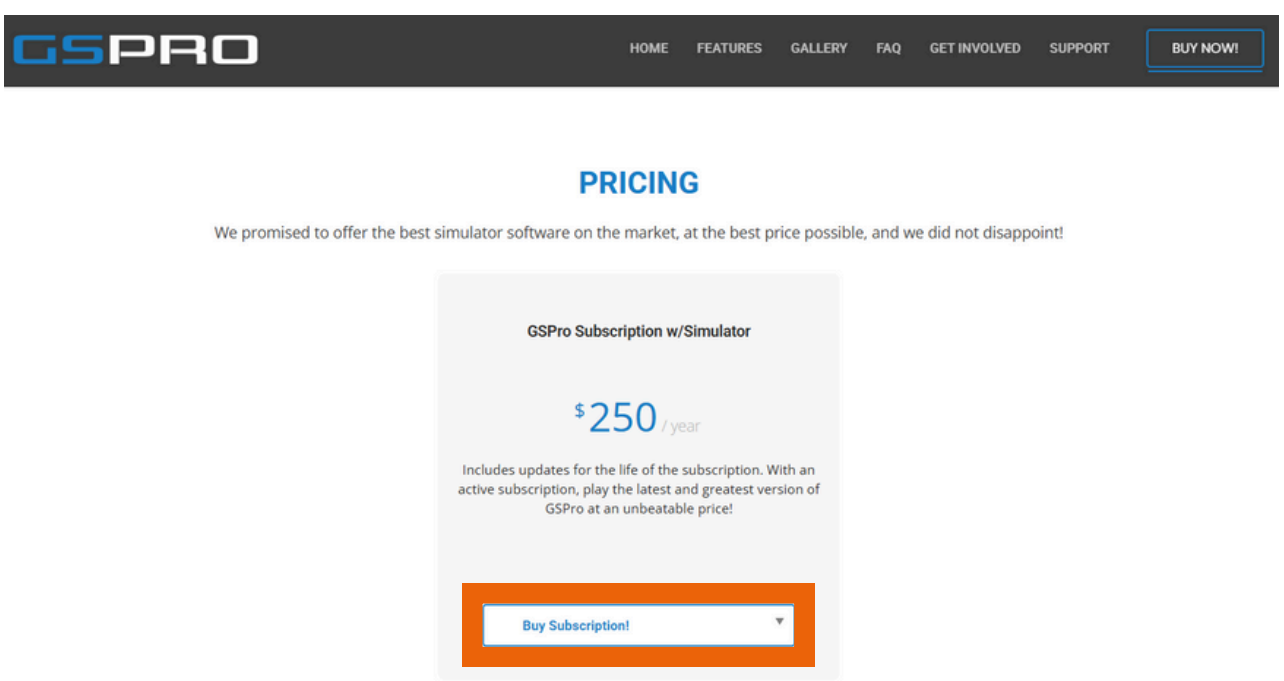 GSPRO
HOME FEATURES GALLERY FAQ GET INVOLVED SUPPORT BUY NOW!
PRICING
We promised to offer the best simulator software on the market, at the best price possible, and we did not disappoint!
GSPro Subscription w/Simulator
$250 / year
Includes updates for the life of the subscription. With an
active subscription, play the latest and greatest version of
GSPro at an unbeatable price!
Buy Subscription!